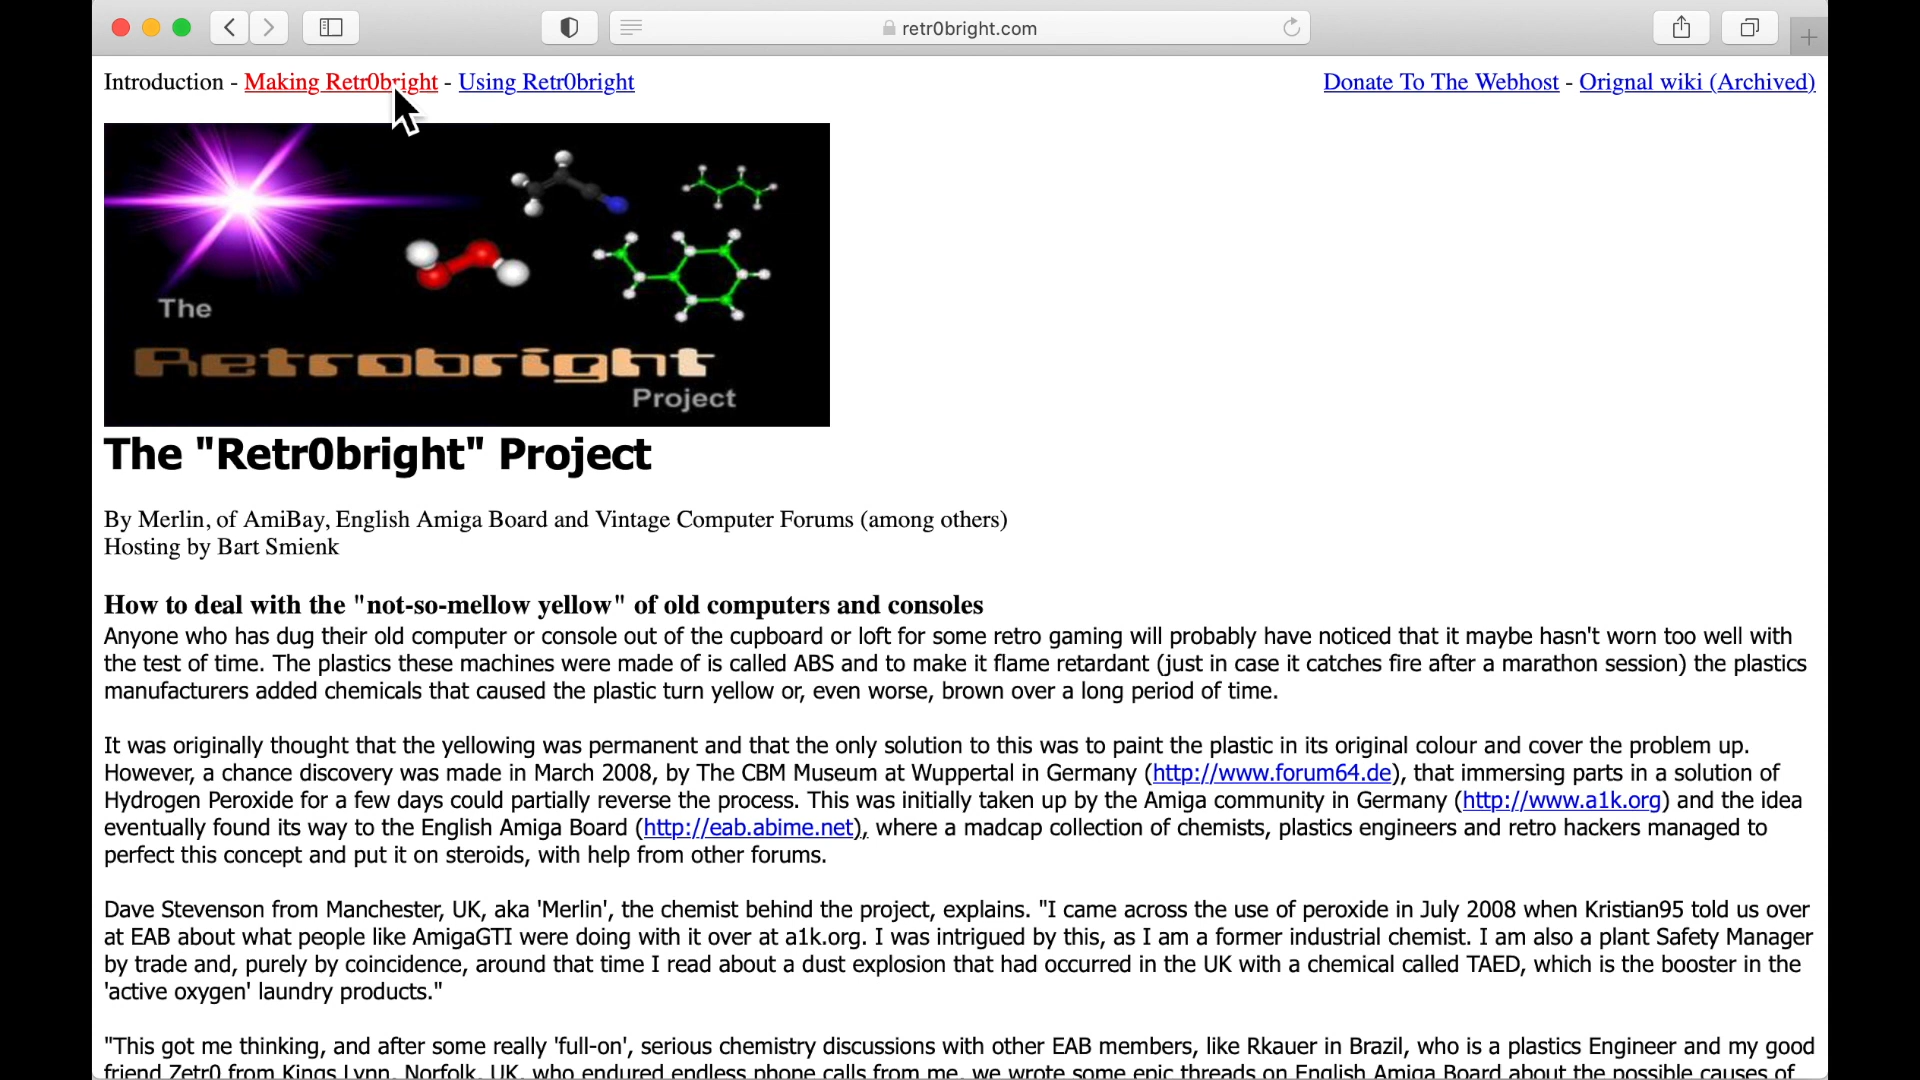 retr0bright.com
Introduction - Making Retr0bright - Using Retr0bright
Donate To The Webhost - Orignal wiki (Archived)
The
Retrobright
Project
The "Retr0bright" Project
By Merlin, of AmiBay, English Amiga Board and Vintage Computer Forums (among others)
Hosting by Bart Smienk
How to deal with the "not-so-mellow yellow" of old computers and consoles
Anyone who has dug their old computer or console out of the cupboard or loft for some retro gaming will probably have noticed that it maybe hasn't worn too well with
the test of time. The plastics these machines were made of is called ABS and to make it flame retardant (just in case it catches fire after a marathon session) the plastics
manufacturers added chemicals that caused the plastic turn yellow or, even worse, brown over a long period of time.
It was originally thought that the yellowing was permanent and that the only solution to this was to paint the plastic in its original colour and cover the problem up.
However, a chance discovery was made in March 2008, by The CBM Museum at Wuppertal in Germany (http://www.forum64.de), that immersing parts in a solution of
Hydrogen Peroxide for a few days could partially reverse the process. This was initially taken up by the Amiga community in Germany (http://www.a1k.org) and the idea
eventually found its way to the English Amiga Board (http://eab.abime.net), where a madcap collection of chemists, plastics engineers and retro hackers managed to
perfect this concept and put it on steroids, with help from other forums.
Dave Stevenson from Manchester, UK, aka 'Merlin', the chemist behind the project, explains. "I came across the use of peroxide in July 2008 when Kristian95 told us over
at EAB about what people like AmigaGTI were doing with it over at a1k.org. I was intrigued by this, as I am a former industrial chemist. I am also a plant Safety Manager
by trade and, purely by coincidence, around that time I read about a dust explosion that had occurred in the UK with a chemical called TAED, which is the booster in the
'active oxygen' laundry products."
"This got me thinking, and after some really 'full-on', serious chemistry discussions with other EAB members, like Rkauer in Brazil, who is a plastics Engineer and my good
friend Zetr0 from Kings Lynn, Norfolk, UK, who endured endless phone calls from me, we wrote some epic threads on English Amiga Board about the possible causes of